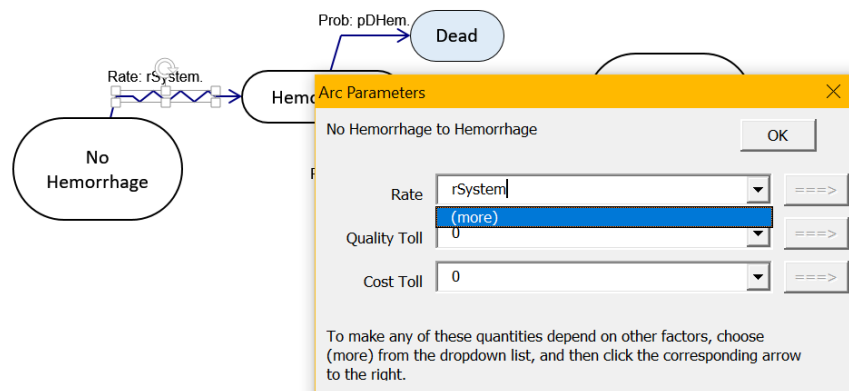 Prob: pDHem.
Dead
Rate: rSystem.
Hemo
No
Hemorrhage
Arc Parameters
No Hemorrhage to Hemorrhage
OK
Rate
rSystem
===>
(more)
Quality Toll
0
===>
Cost Toll
0
===>
To make any of these quantities depend on other factors, choose
(more) from the dropdown list, and then click the corresponding arrow
to the right.